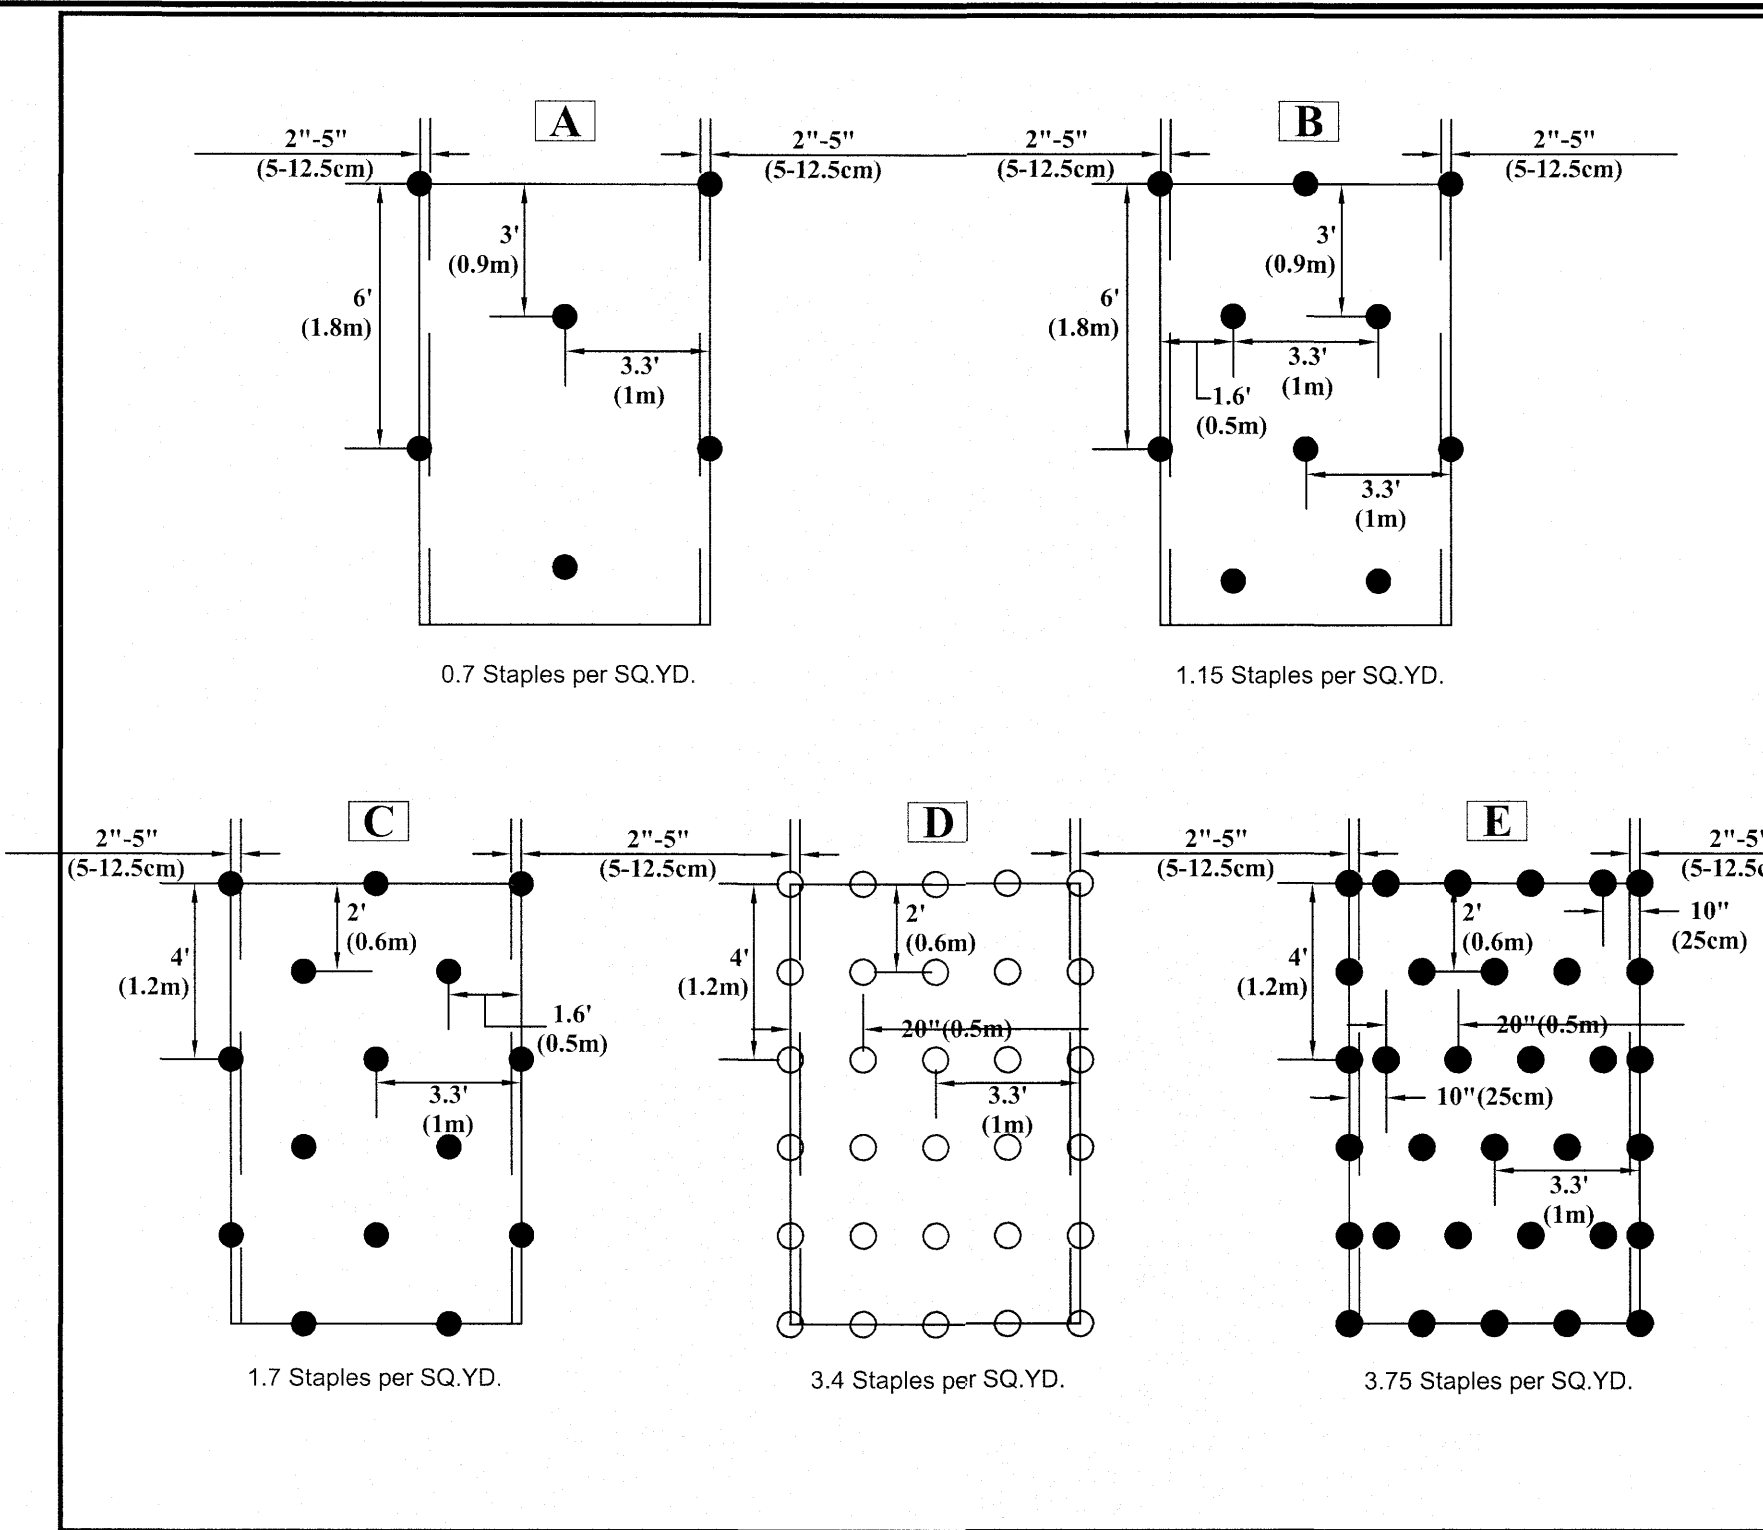 A
2"-5"
(5-12.5cm)
2"-5"
(5-12.5cm)
3'
(0.9m)
6'
(1.8m)
3.3'
(1m)
0.7 Staples per SQ.YD.
B
2"-5"
(5-12.5cm)
2"-5"
(5-12.5cm)
3'
(0.9m)
6'
(1.8m)
3.3'
(1m)
1.6'
(0.5m)
3.3'
(1m)
1.15 Staples per SQ.YD.
C
2"-5"
(5-12.5cm)
2"-5"
(5-12.5cm)
2'
(0.6m)
4'
(1.2m)
1.6'
(0.5m)
3.3'
(1m)
1.7 Staples per SQ.YD.
D
2"-5"
(5-12.5cm)
2'
(0.6m)
4'
(1.2m)
20"(0.5m)
3.3'
(1m)
3.4 Staples per SQ.YD.
E
2"-5"
(5-12.5c
10"
(25cm)
2'
(0.6m)
4'
(1.2m)
20"(0.5m)
10"(25cm)
3.3'
(1m)
3.75 Staples per SQ.YD.